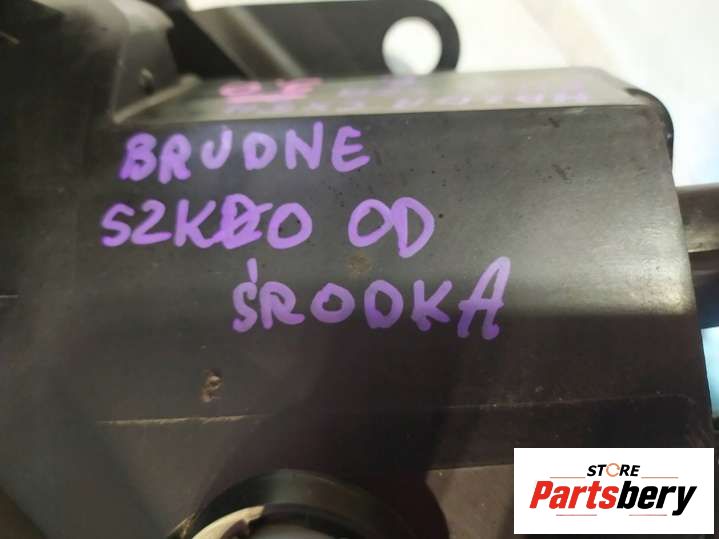 BRUDNE
SZKŁO OD
ŚRODKA
STORE
Partsbery